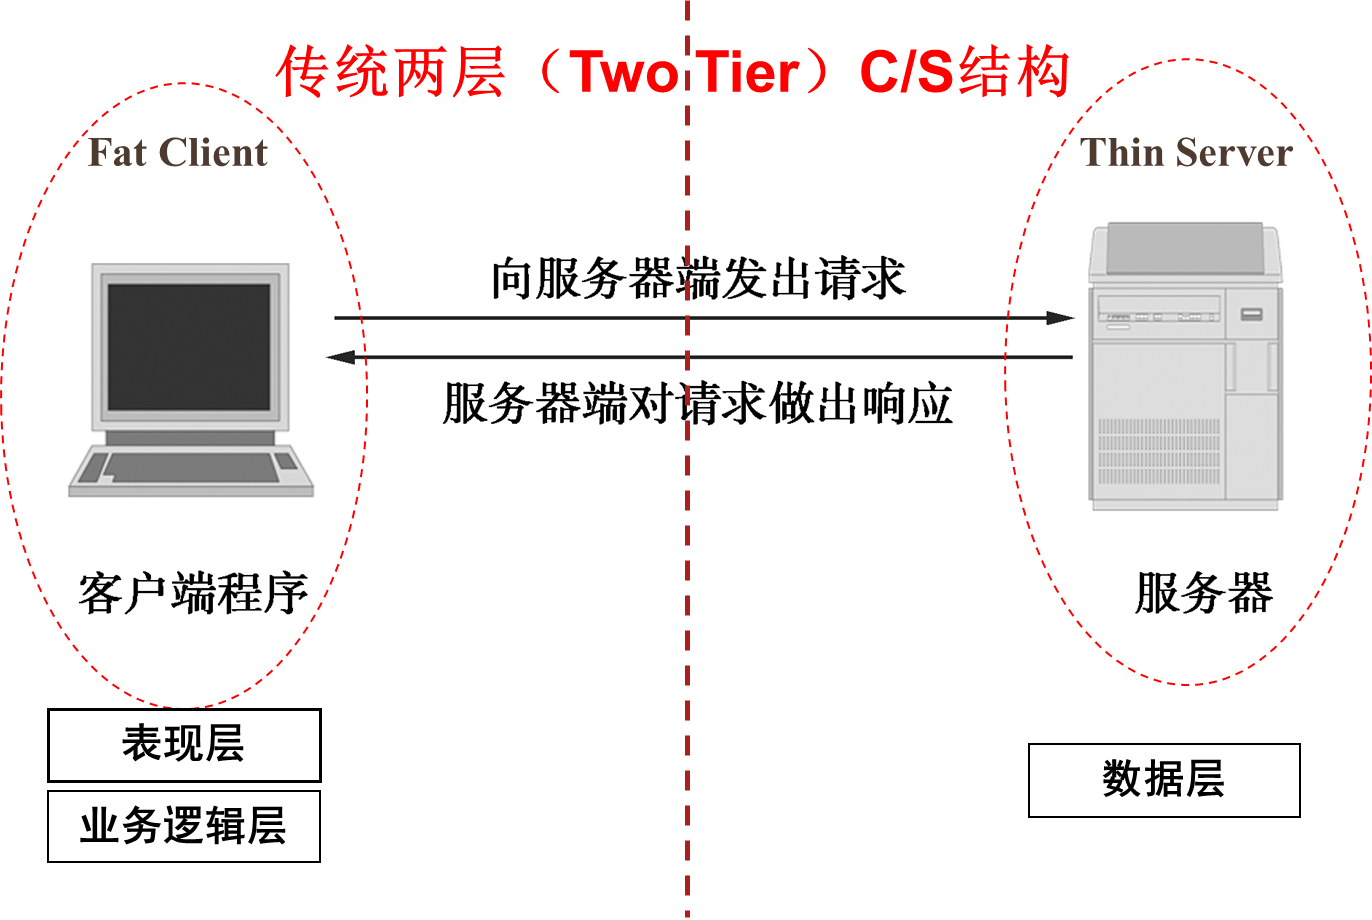 传统两层（Two Tier）C/S结构
Fat Client
Thin Server
向服务器端发出请求
服务器端对请求做出响应
客户端程序
服务器
表现层
业务逻辑层
数据层